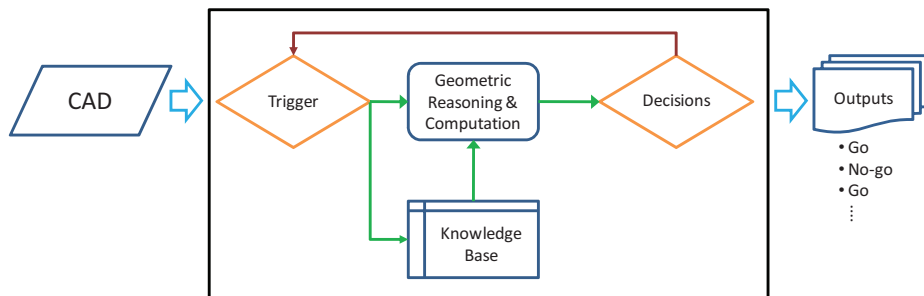 CAD
Trigger
Geometric
Reasoning &
Computation
Decisions
Outputs
• Go
• No-go
• Go
⋮
Knowledge
Base